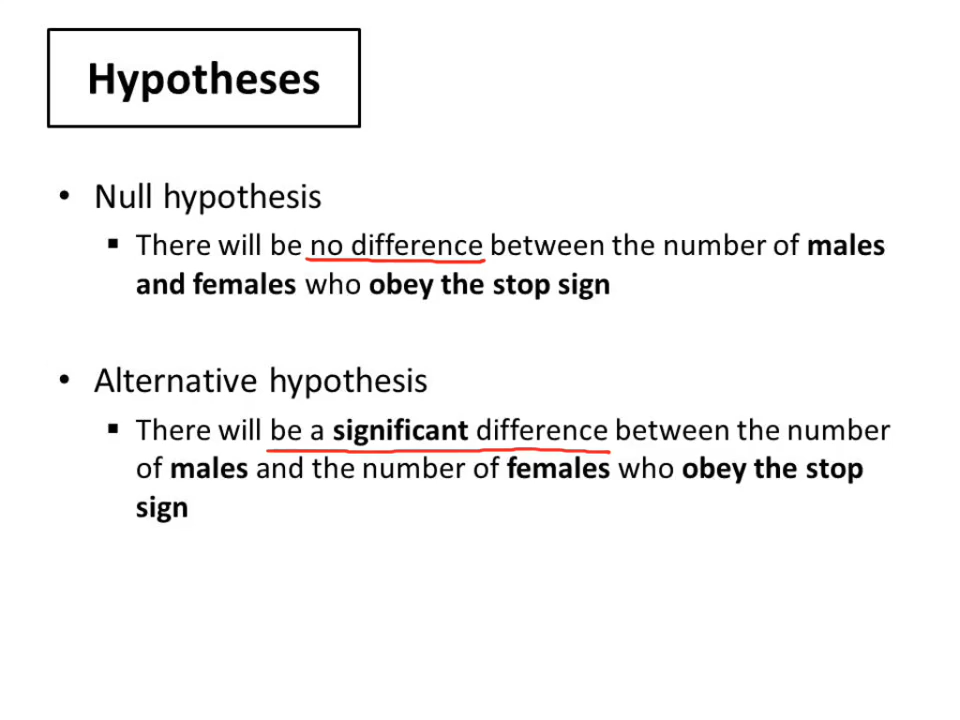 Hypotheses
• Null hypothesis
▪ There will be no difference between the number of males
and females who obey the stop sign
• Alternative hypothesis
▪ There will be a significant difference between the number
of males and the number of females who obey the stop
sign